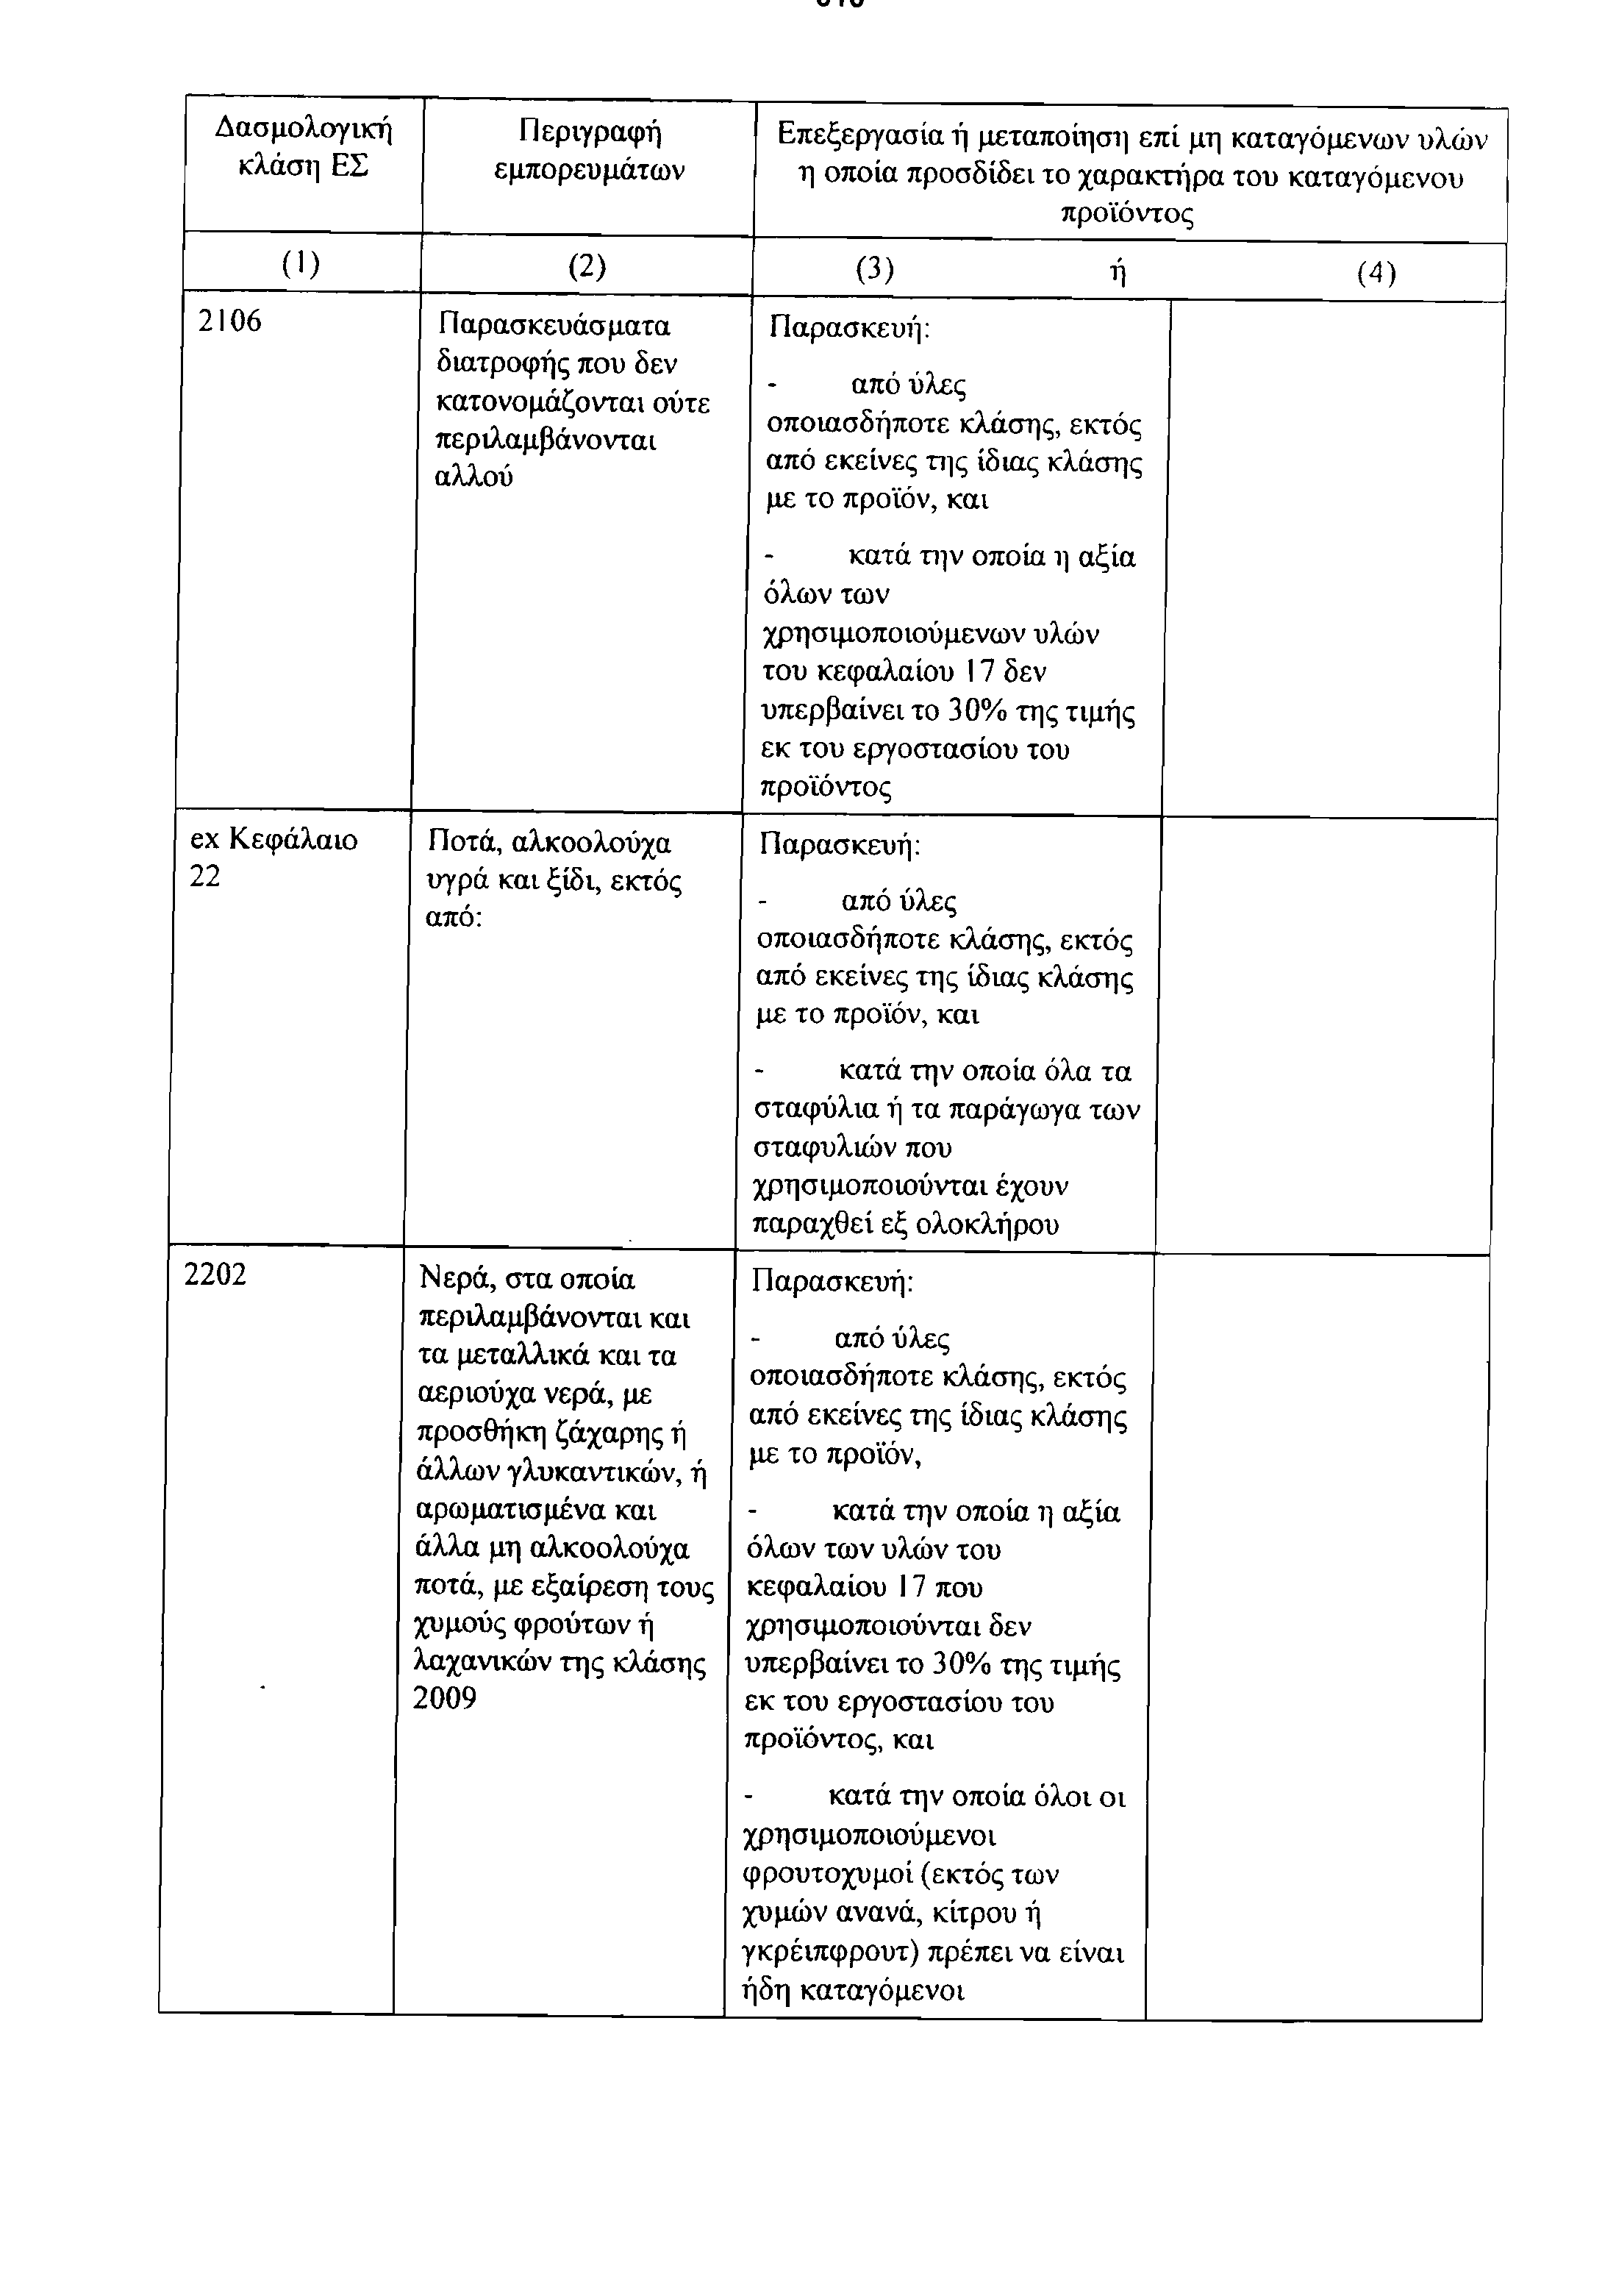 Δασμολογική
κλάση ΕΣ
Περιγραφή
εμπορευμάτων
Επεξεργασία ή μεταποίηση επί μη καταγόμενων υλών
η οποία προσδίδει το χαρακτήρα του καταγόμενου
προϊόντος
(1)
(2)
(3) ή (4)
2106
Παρασκευάσματα
διατροφής που δεν
κατονομάζονται ούτε
περιλαμβάνονται
αλλού
Παρασκευή:
- από ύλες
οποιασδήποτε κλάσης, εκτός
από εκείνες της ίδιας κλάσης
με το προϊόν, και
- κατά την οποία η αξία
όλων των
χρησιμοποιούμενων υλών
του κεφαλαίου 17 δεν
υπερβαίνει το 30% της τιμής
εκ του εργοστασίου του
προϊόντος
ex Κεφάλαιο
22
Ποτά, αλκοολούχα
υγρά και ξίδι, εκτός
από:
Παρασκευή:
- από ύλες
οποιασδήποτε κλάσης, εκτός
από εκείνες της ίδιας κλάσης
με το προϊόν, και
- κατά την οποία όλα τα
σταφύλια ή τα παράγωγα των
σταφυλιών που
χρησιμοποιούνται έχουν
παραχθεί εξ ολοκλήρου
2202
Νερά, στα οποία
περιλαμβάνονται και
τα μεταλλικά και τα
αεριούχα νερά, με
προσθήκη ζάχαρης ή
άλλων γλυκαντικών, ή
αρωματισμένα και
άλλα μη αλκοολούχα
ποτά, με εξαίρεση τους
χυμούς φρούτων ή
λαχανικών της κλάσης
2009
Παρασκευή:
- από ύλες
οποιασδήποτε κλάσης, εκτός
από εκείνες της ίδιας κλάσης
με το προϊόν,
- κατά την οποία η αξία
όλων των υλών του
κεφαλαίου 17 που
χρησιμοποιούνται δεν
υπερβαίνει το 30% της τιμής
εκ του εργοστασίου του
προϊόντος, και
- κατά την οποία όλοι οι
χρησιμοποιούμενοι
φρουτοχυμοί (εκτός των
χυμών ανανά, κίτρου ή
γκρέιπφρουτ) πρέπει να είναι
ήδη καταγόμενοι